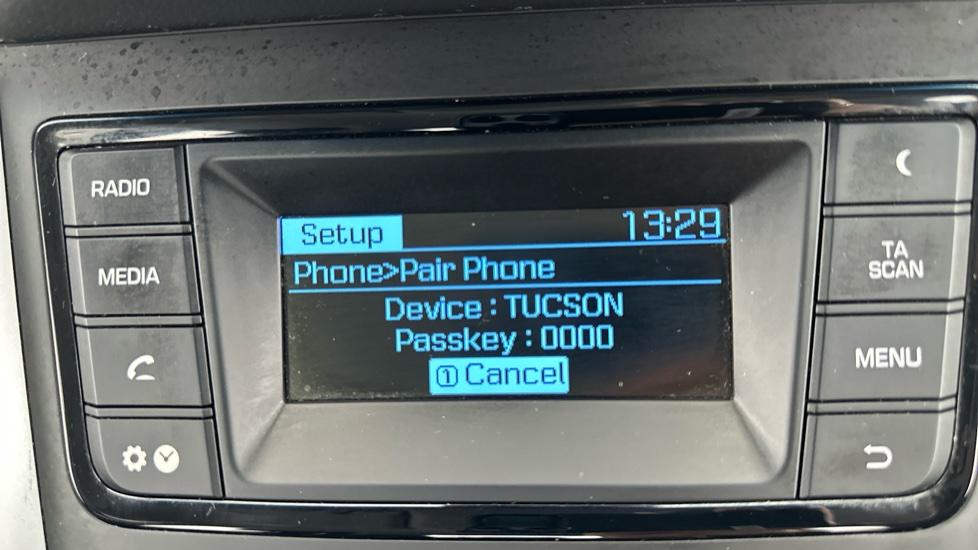 RADIO
MEDIA
Setup 13:29
Phone>Pair Phone
Device : TUCSON
Passkey : 0000
① Cancel
TA
SCAN
MENU